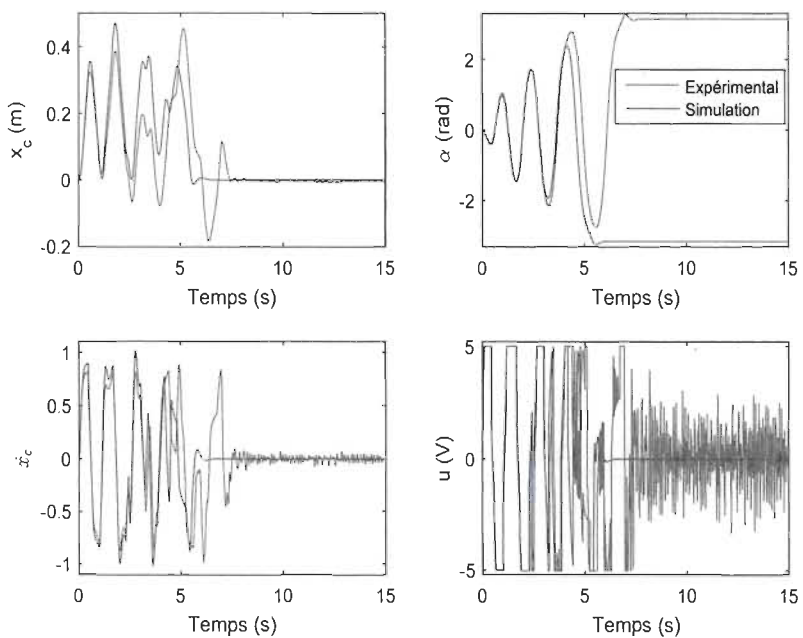 0.4
0.2
0
-0.2
x_c (m)
0 5 10 15
Temps (s)
2
0
-2
α (rad)
Expérimental
Simulation
0 5 10 15
Temps (s)
1
0.5
0
-0.5
-1
ẋ_c
0 5 10 15
Temps (s)
5
0
-5
u (V)
0 5 10 15
Temps (s)